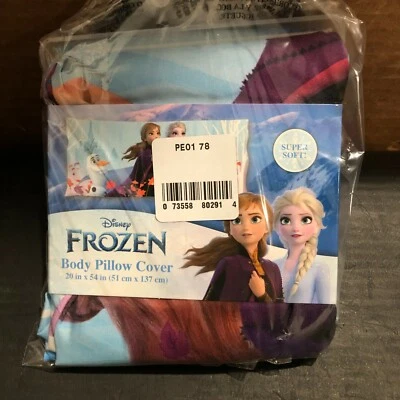 PE01 78
0 73558 80291 4
SUPER
SOFT!
Disney
FROZEN
Body Pillow Cover
20 in x 54 in (51 cm x 137 cm)